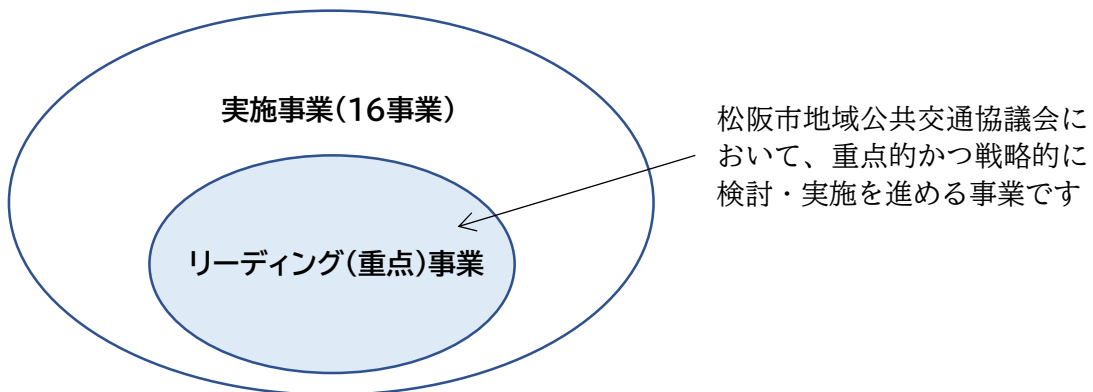 実施事業(16事業)
松阪市地域公共交通協議会に
おいて、重点的かつ戦略的に
検討・実施を進める事業です
リーディング(重点)事業